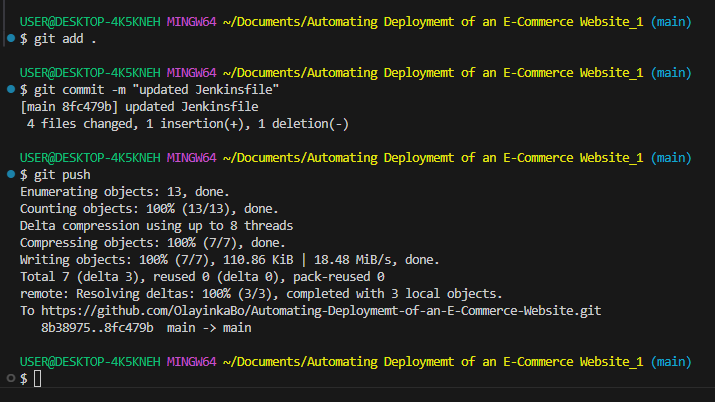 USER@DESKTOP-4K5KNEH MINGW64 ~/Documents/Automating Deploymemt of an E-Commerce Website_1 (main)
$ git add .
USER@DESKTOP-4K5KNEH MINGW64 ~/Documents/Automating Deploymemt of an E-Commerce Website_1 (main)
$ git commit -m "updated Jenkinsfile"
[main 8fc479b] updated Jenkinsfile
4 files changed, 1 insertion(+), 1 deletion(-)
USER@DESKTOP-4K5KNEH MINGW64 ~/Documents/Automating Deploymemt of an E-Commerce Website_1 (main)
$ git push
Enumerating objects: 13, done.
Counting objects: 100% (13/13), done.
Delta compression using up to 8 threads
Compressing objects: 100% (7/7), done.
Writing objects: 100% (7/7), 110.86 KiB | 18.48 MiB/s, done.
Total 7 (delta 3), reused 0 (delta 0), pack-reused 0
remote: Resolving deltas: 100% (3/3), completed with 3 local objects.
To https://github.com/OlayinkaBo/Automating-Deploymemt-of-an-E-Commerce-Website.git
8b38975..8fc479b  main -> main
USER@DESKTOP-4K5KNEH MINGW64 ~/Documents/Automating Deploymemt of an E-Commerce Website_1 (main)
$